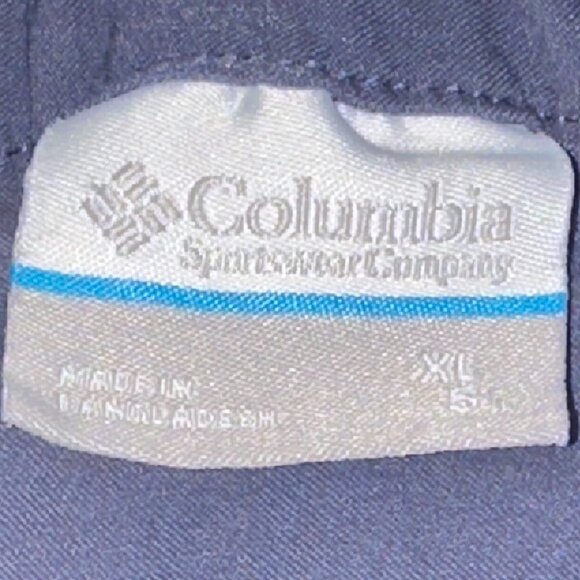 Columbia
Sportswear Company
MADE IN
BANGLADESH
XL